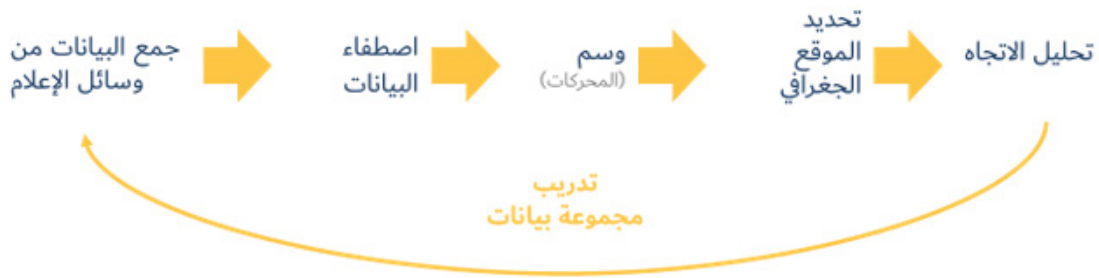 جمع البيانات من
وسائل الإعلام
اصطفاء
البيانات
وسم
(المحركات)
تحديد
الموقع
الجغرافي
تحليل الاتجاه
تدريب
مجموعة بيانات